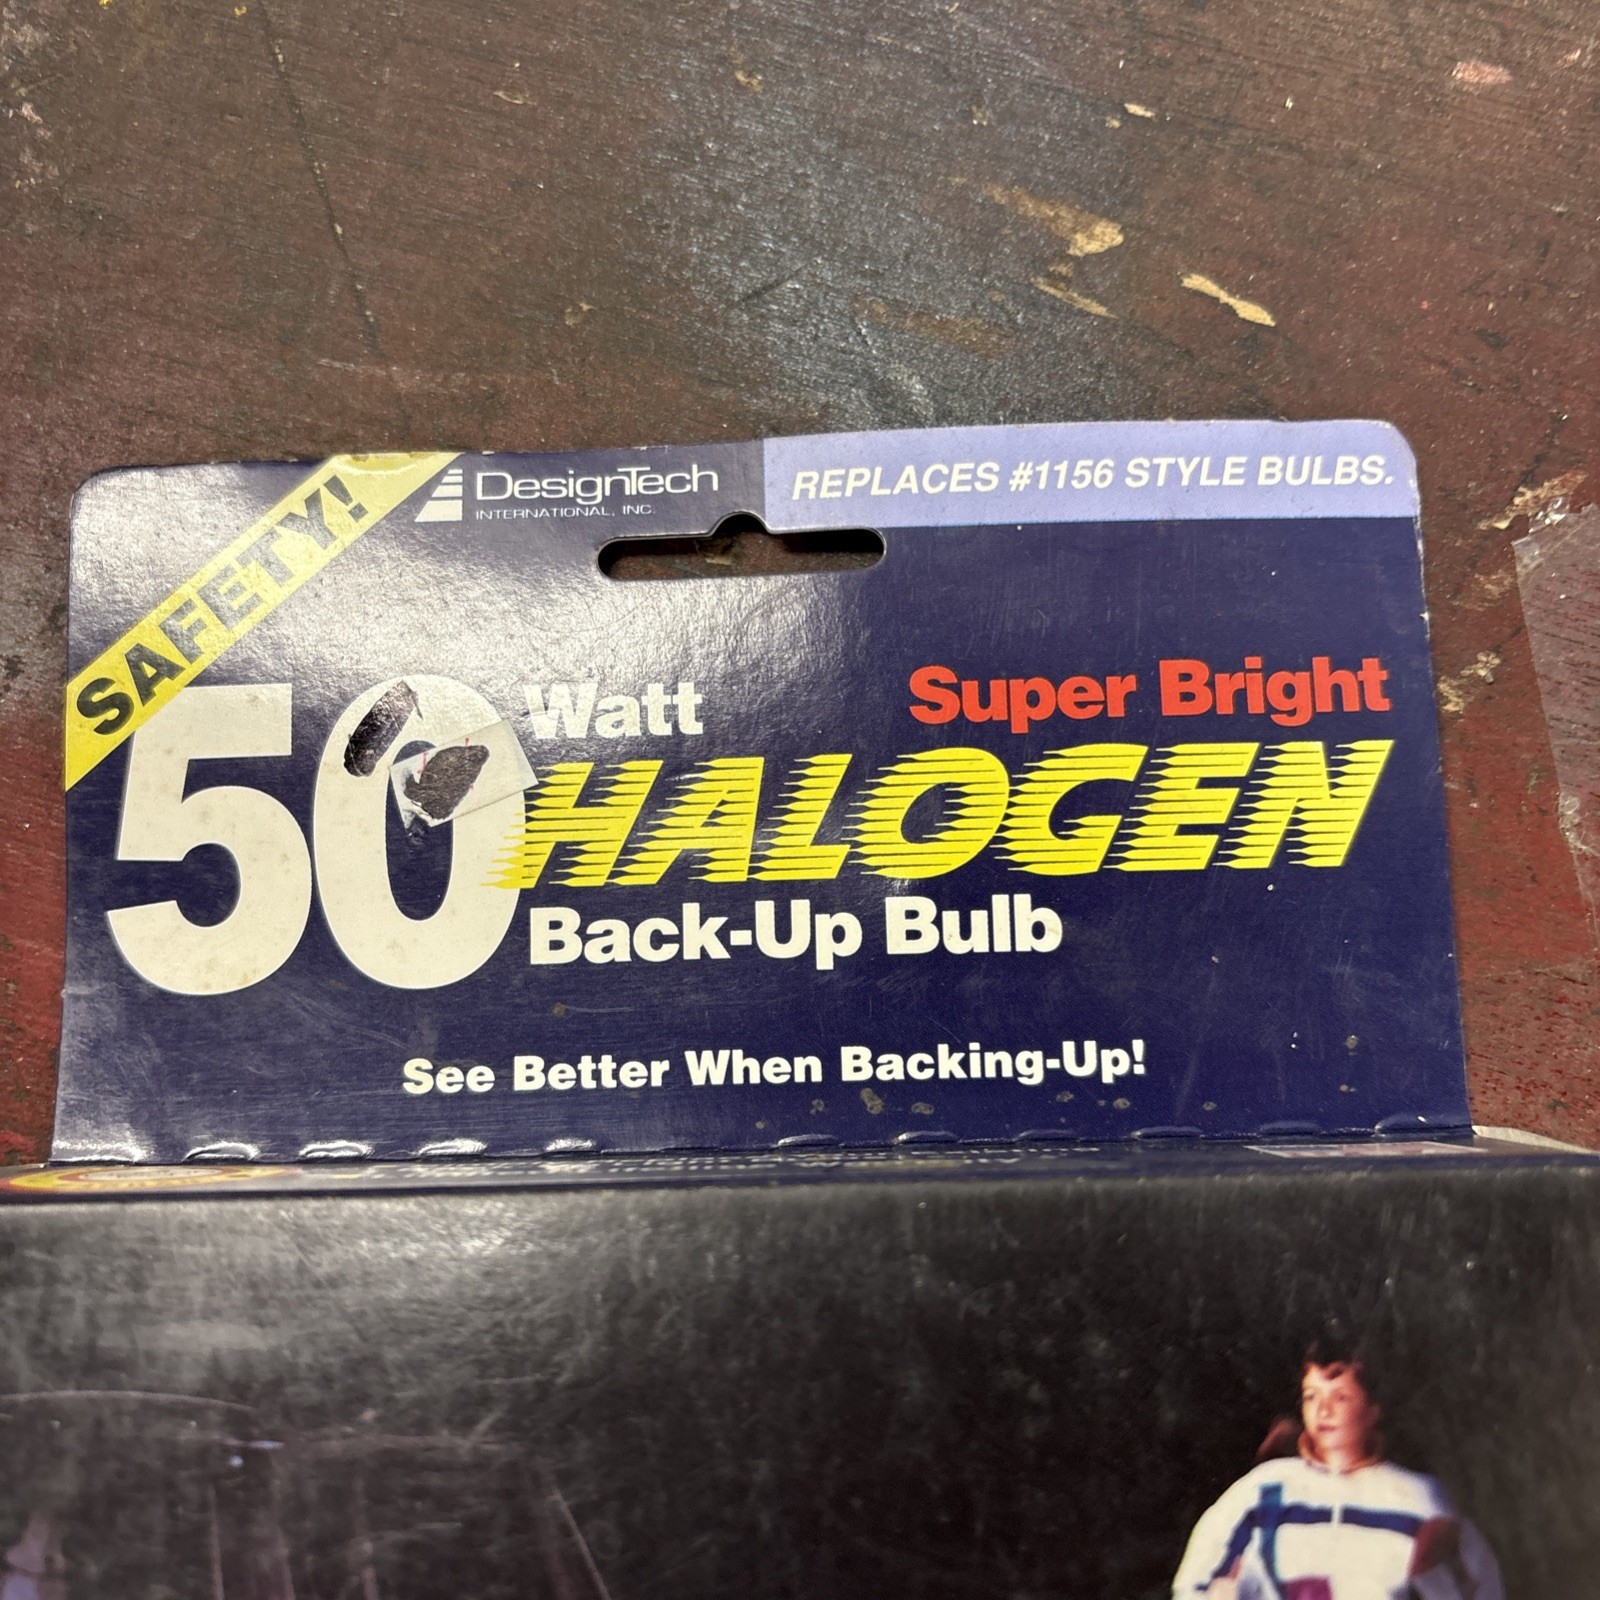 SAFETY!
DesignTech
INTERNATIONAL, INC.
REPLACES #1156 STYLE BULBS.
50 Watt
Super Bright
HALOGEN
Back-Up Bulb
See Better When Backing-Up!